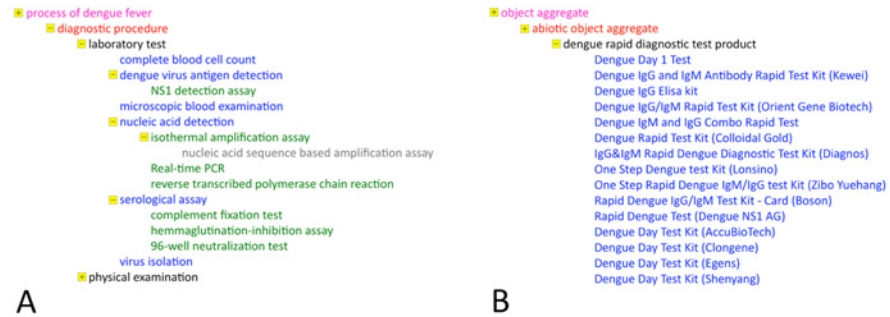 process of dengue fever
diagnostic procedure
laboratory test
complete blood cell count
dengue virus antigen detection
NS1 detection assay
microscopic blood examination
nucleic acid detection
isothermal amplification assay
nucleic acid sequence based amplification assay
Real-time PCR
reverse transcribed polymerase chain reaction
serological assay
complement fixation test
hemmaglutination-inhibition assay
96-well neutralization test
virus isolation
physical examination
A
object aggregate
abiotic object aggregate
dengue rapid diagnostic test product
Dengue Day 1 Test
Dengue IgG and IgM Antibody Rapid Test Kit (Kewei)
Dengue IgG Elisa kit
Dengue IgG/IgM Rapid Test Kit (Orient Gene Biotech)
Dengue IgM and IgG Combo Rapid Test
Dengue Rapid Test Kit (Colloidal Gold)
IgG&IgM Rapid Dengue Diagnostic Test Kit (Diagnos)
One Step Dengue test Kit (Lonsino)
One Step Rapid Dengue IgM/IgG test Kit (Zibo Yuehang)
Rapid Dengue IgG/IgM Test Kit - Card (Boson)
Rapid Dengue Test (Dengue NS1 AG)
Dengue Day Test Kit (AccuBioTech)
Dengue Day Test Kit (Clongene)
Dengue Day Test Kit (Egens)
Dengue Day Test Kit (Shenyang)
B